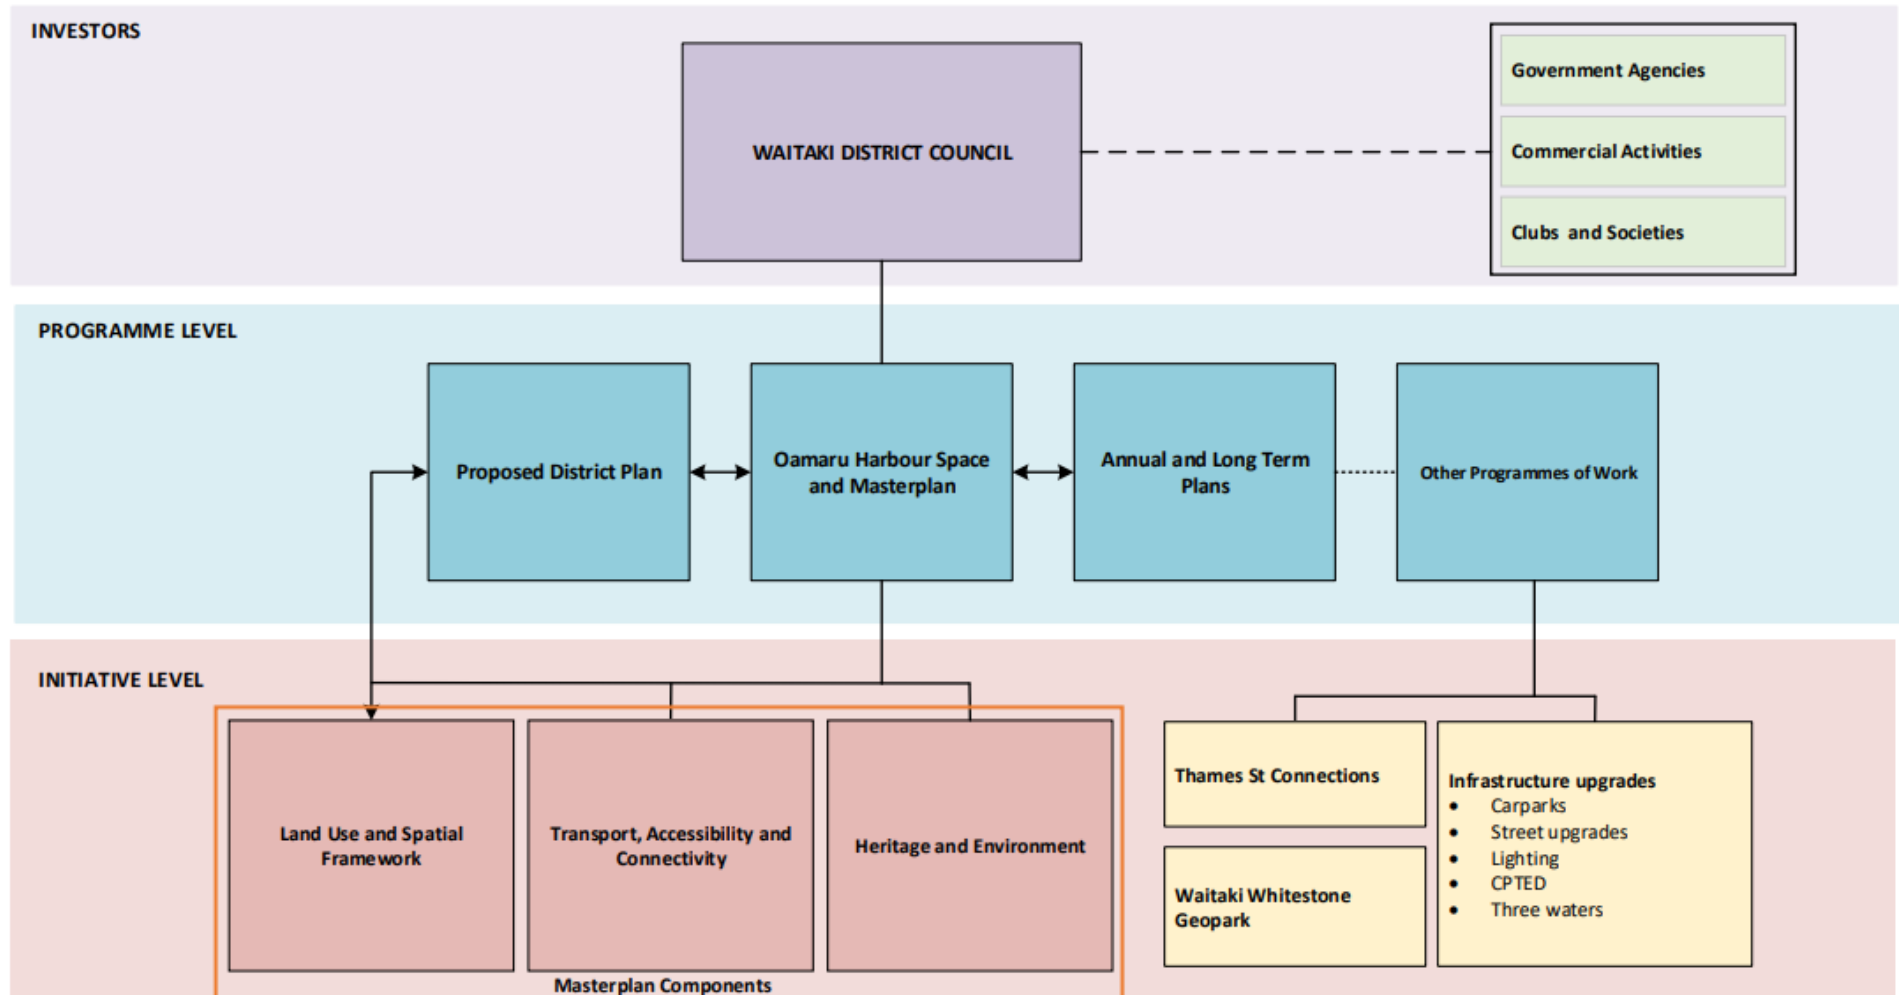 INVESTORS
WAITAKI DISTRICT COUNCIL
Government Agencies
Commercial Activities
Clubs and Societies
PROGRAMME LEVEL
Proposed District Plan
Oamaru Harbour Space
and Masterplan
Annual and Long Term
Plans
Other Programmes of Work
INITIATIVE LEVEL
Land Use and Spatial
Framework
Transport, Accessibility and
Connectivity
Heritage and Environment
Masterplan Components
Thames St Connections
Waitaki Whitestone
Geopark
Infrastructure upgrades
• Carparks
• Street upgrades
• Lighting
• CPTED
• Three waters